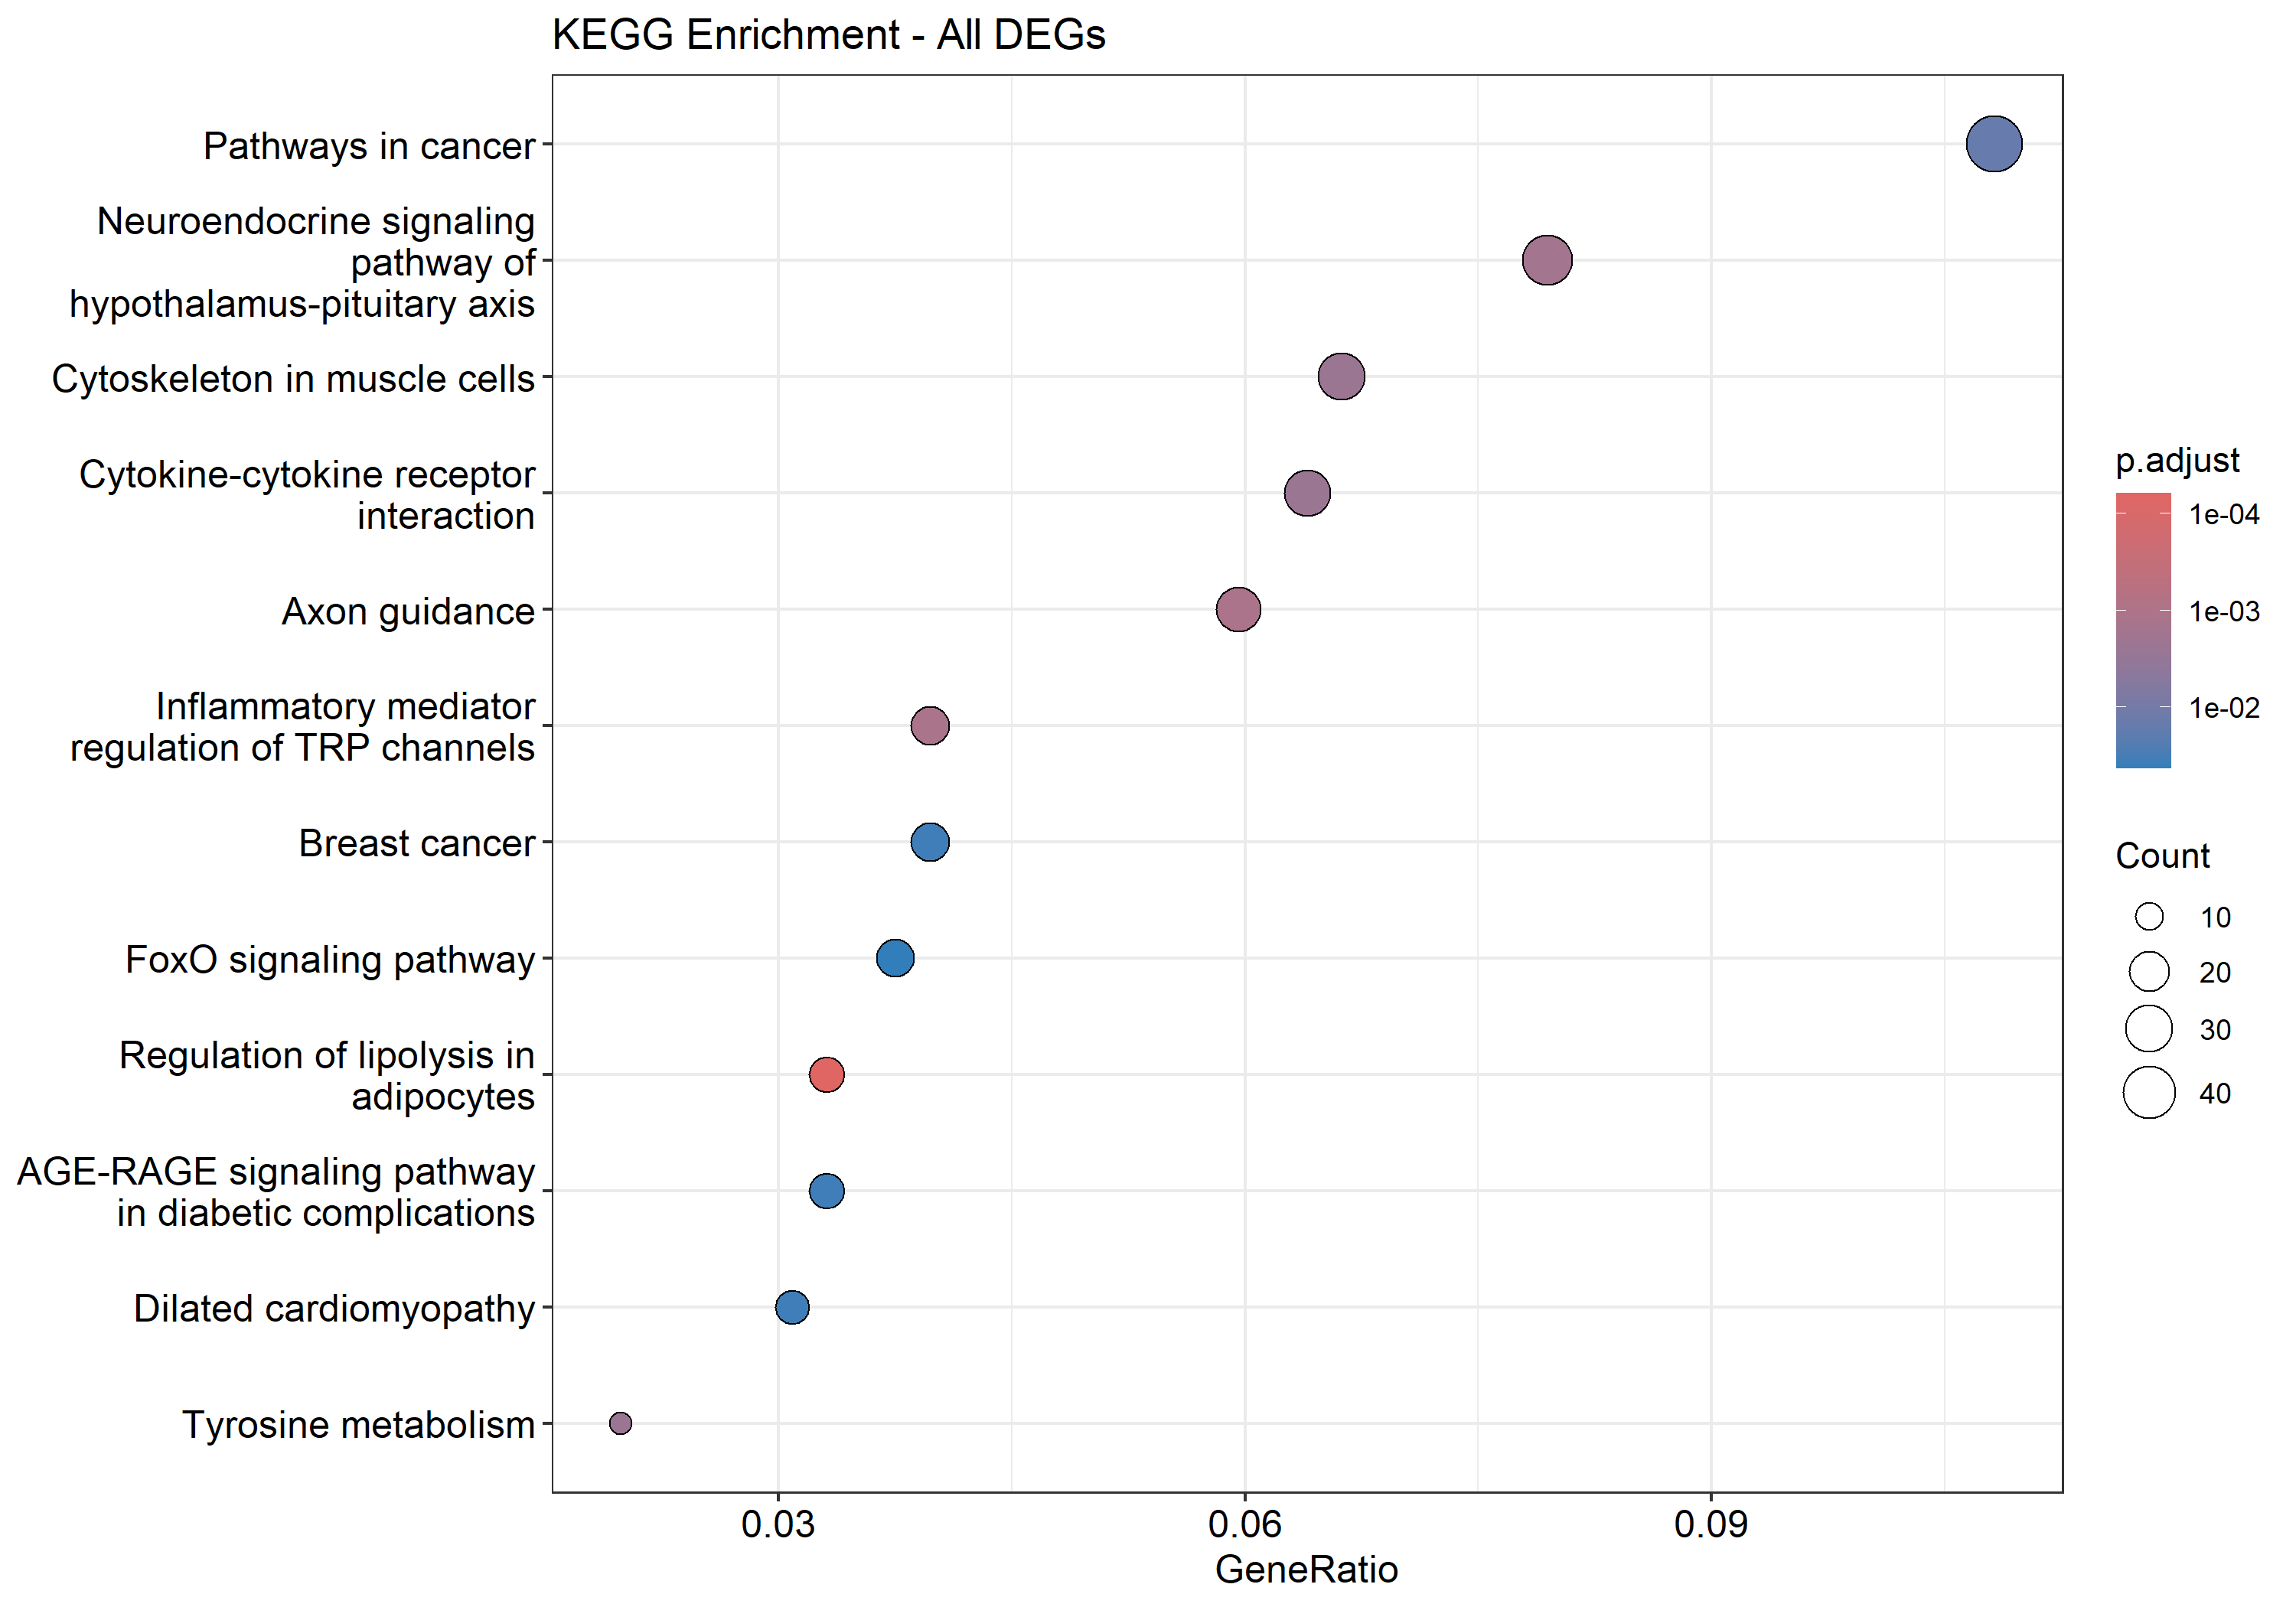 KEGG Enrichment - All DEGs
Pathways in cancer
Neuroendocrine signaling
pathway of
hypothalamus-pituitary axis
Cytoskeleton in muscle cells
Cytokine-cytokine receptor
interaction
Axon guidance
Inflammatory mediator
regulation of TRP channels
Breast cancer
FoxO signaling pathway
Regulation of lipolysis in
adipocytes
AGE-RAGE signaling pathway
in diabetic complications
Dilated cardiomyopathy
Tyrosine metabolism
0.03
0.06
0.09
GeneRatio
p.adjust
1e-04
1e-03
1e-02
Count
10
20
30
40